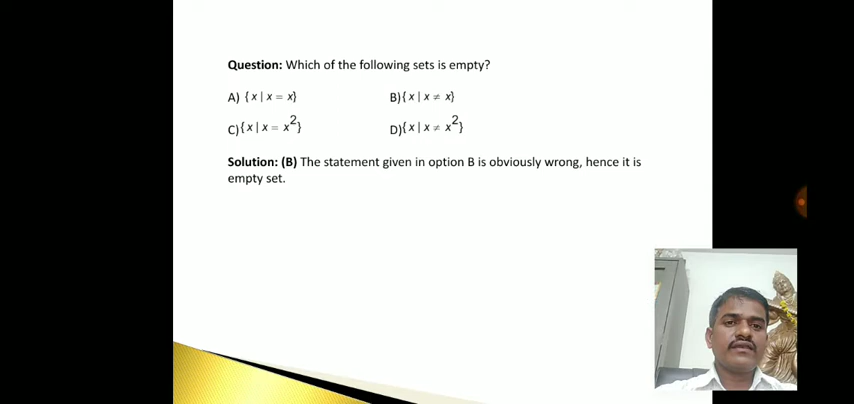 Question: Which of the following sets is empty?
A) { x | x = x} B){ x | x ≠ x}
C){ x | x = x²} D){ x | x ≠ x²}
Solution: (B) The statement given in option B is obviously wrong, hence it is
empty set.